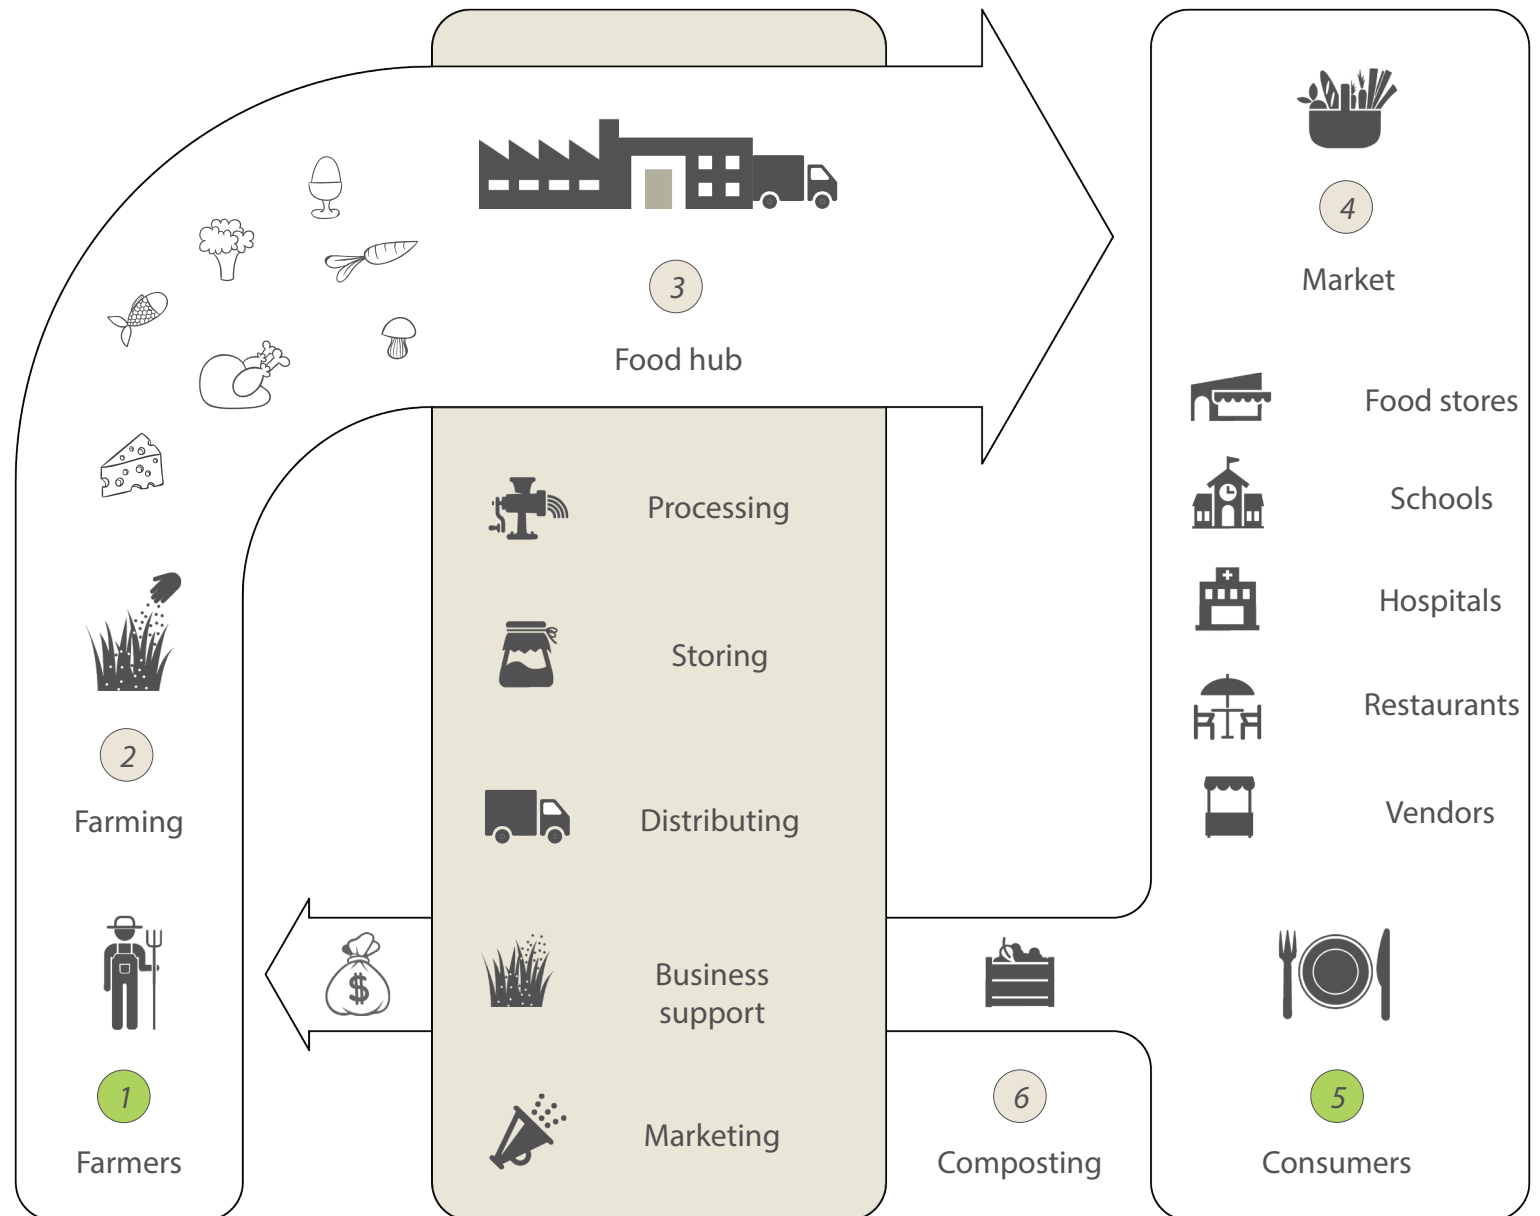 3
Food hub
4
Market
Food stores
Schools
Hospitals
Restaurants
Vendors
Processing
Storing
Distributing
Business
support
Marketing
2
Farming
$
1
Farmers
6
Composting
5
Consumers